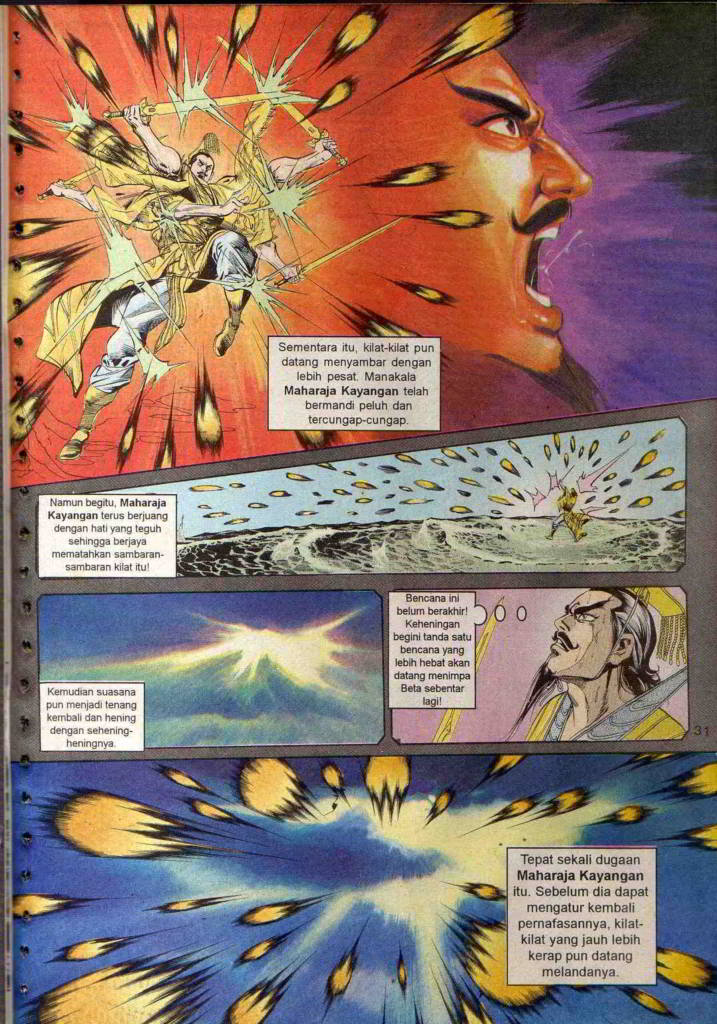 Sementara itu, kilat-kilat pun
datang menyambar dengan
lebih pesat. Manakala
Maharaja Kayangan telah
bermandi peluh dan
tercungap-cungap.
Namun begitu, Maharaja
Kayangan terus berjuang
dengan hati yang teguh
sehingga berjaya
mematahkan sambaran-
sambaran kilat itu!
Kemudian suasana
pun menjadi tenang
kembali dan hening
dengan sehening-
heningnya.
Bencana ini
belum berakhir!
Keheningan
begini tanda satu
bencana yang
lebih hebat akan
datang menimpa
Beta sebentar
lagi!
31
Tepat sekali dugaan
Maharaja Kayangan
itu. Sebelum dia dapat
mengatur kembali
pernafasannya, kilat-
kilat yang jauh lebih
kerap pun datang
melandanya.